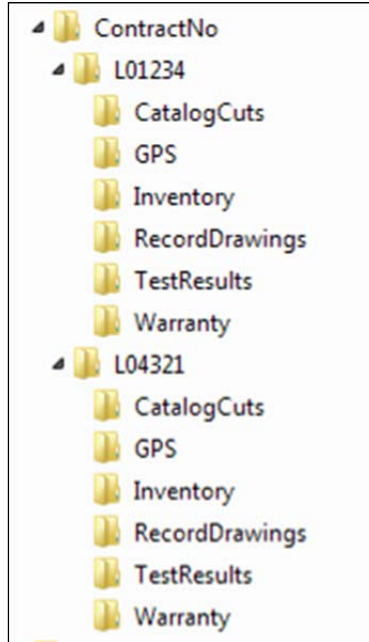 ContractNo
L01234
CatalogCuts
GPS
Inventory
RecordDrawings
TestResults
Warranty
L04321
CatalogCuts
GPS
Inventory
RecordDrawings
TestResults
Warranty